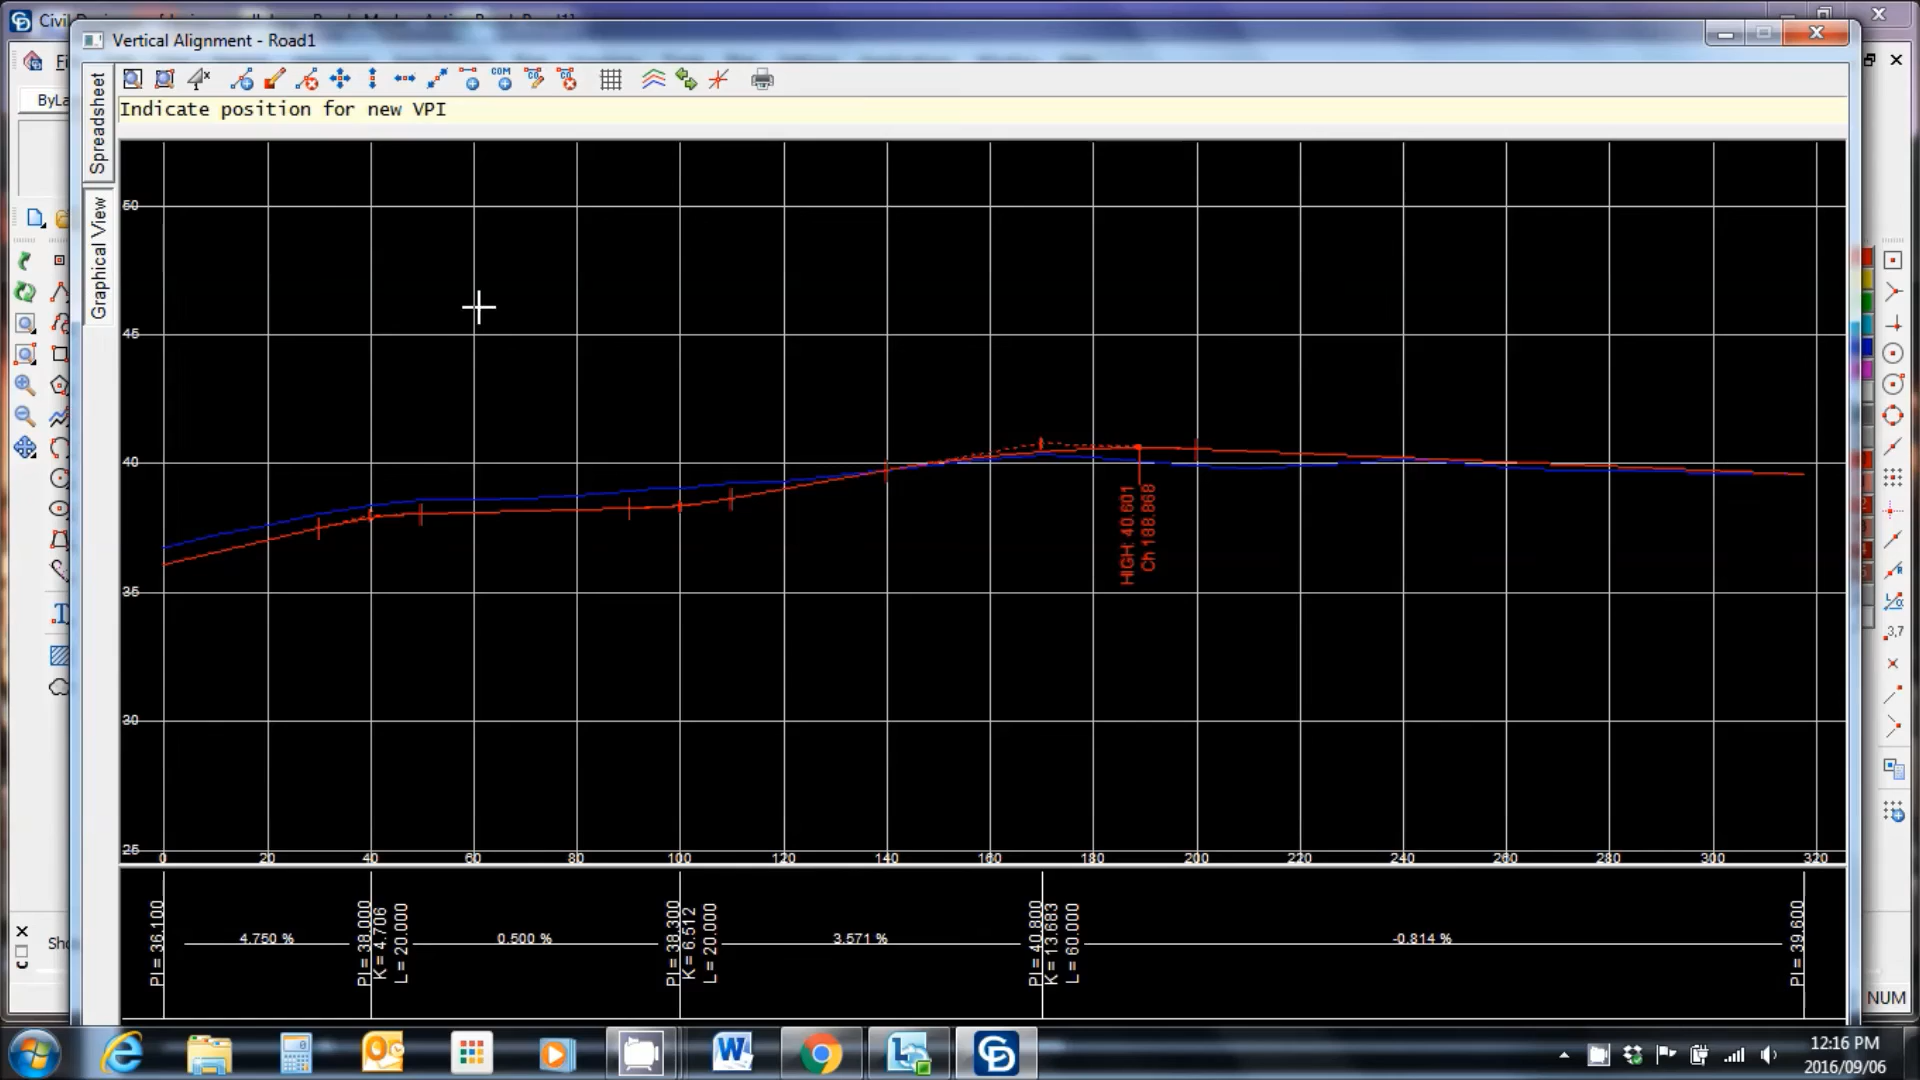 Vertical Alignment - Road1
Spreadsheet
Graphical View
Indicate position for new VPI
50
45
40
35
30
25
0
20
40
60
80
100
120
140
160
180
200
220
240
260
280
300
320
HIGH: 40.601
Ch 188.868
PI = 36.100
4.750 %
PI = 38.000
K = 4.706
L = 20.000
0.500 %
PI = 38.300
K = 6.512
L = 20.000
3.571 %
PI = 40.800
K = 13.683
L = 60.000
-0.814 %
PI = 39.600
Civil
ByLa
Sho
COM
3,7
NUM
12:16 PM
2016/09/06